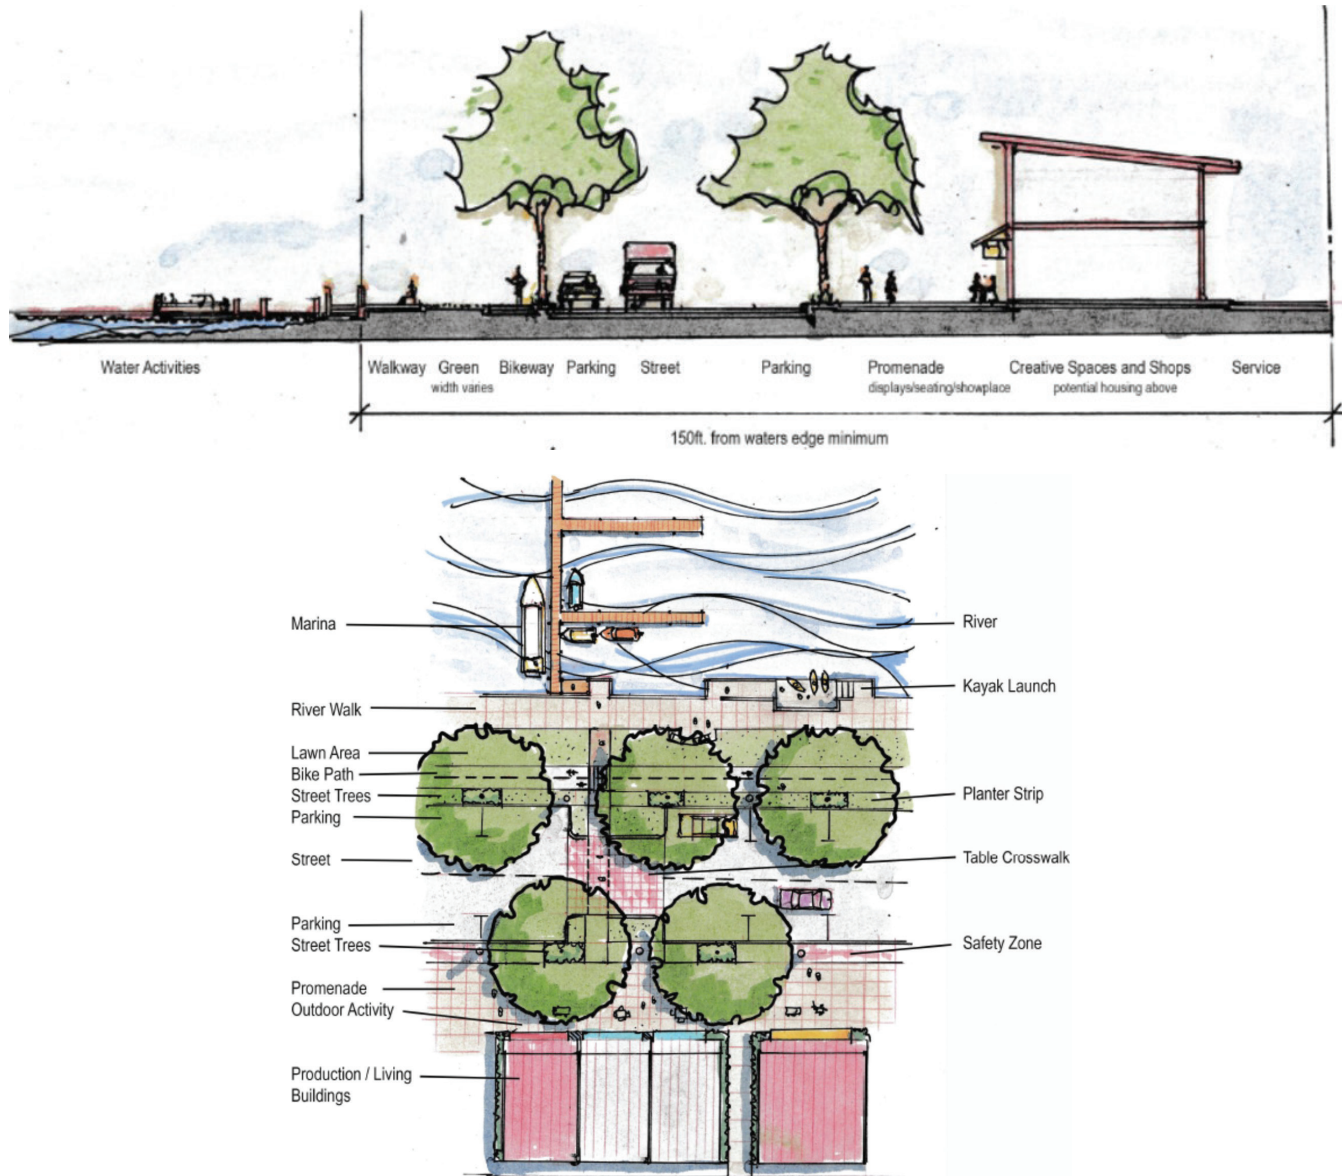 Water Activities
Walkway Green Bikeway Parking Street Parking Promenade Creative Spaces and Shops Service
width varies displays/seating/showplace potential housing above
150ft. from waters edge minimum
Marina
River
Kayak Launch
River Walk
Lawn Area
Bike Path
Street Trees
Planter Strip
Parking
Street
Table Crosswalk
Parking
Street Trees
Safety Zone
Promenade
Outdoor Activity
Production / Living
Buildings